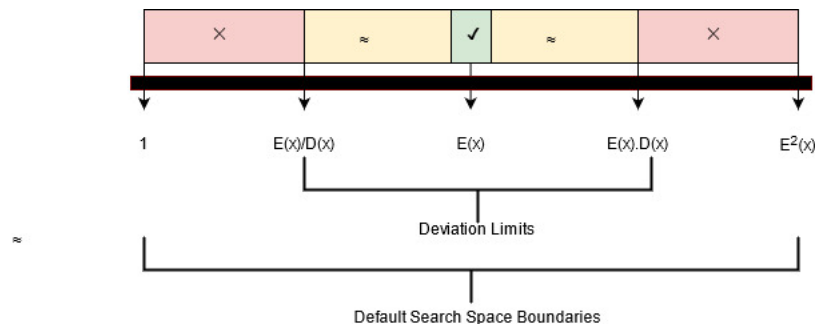 × ≈ ✓ ≈ ×
1 E(x)/D(x) E(x) E(x).D(x) E²(x)
Deviation Limits
≈
Default Search Space Boundaries